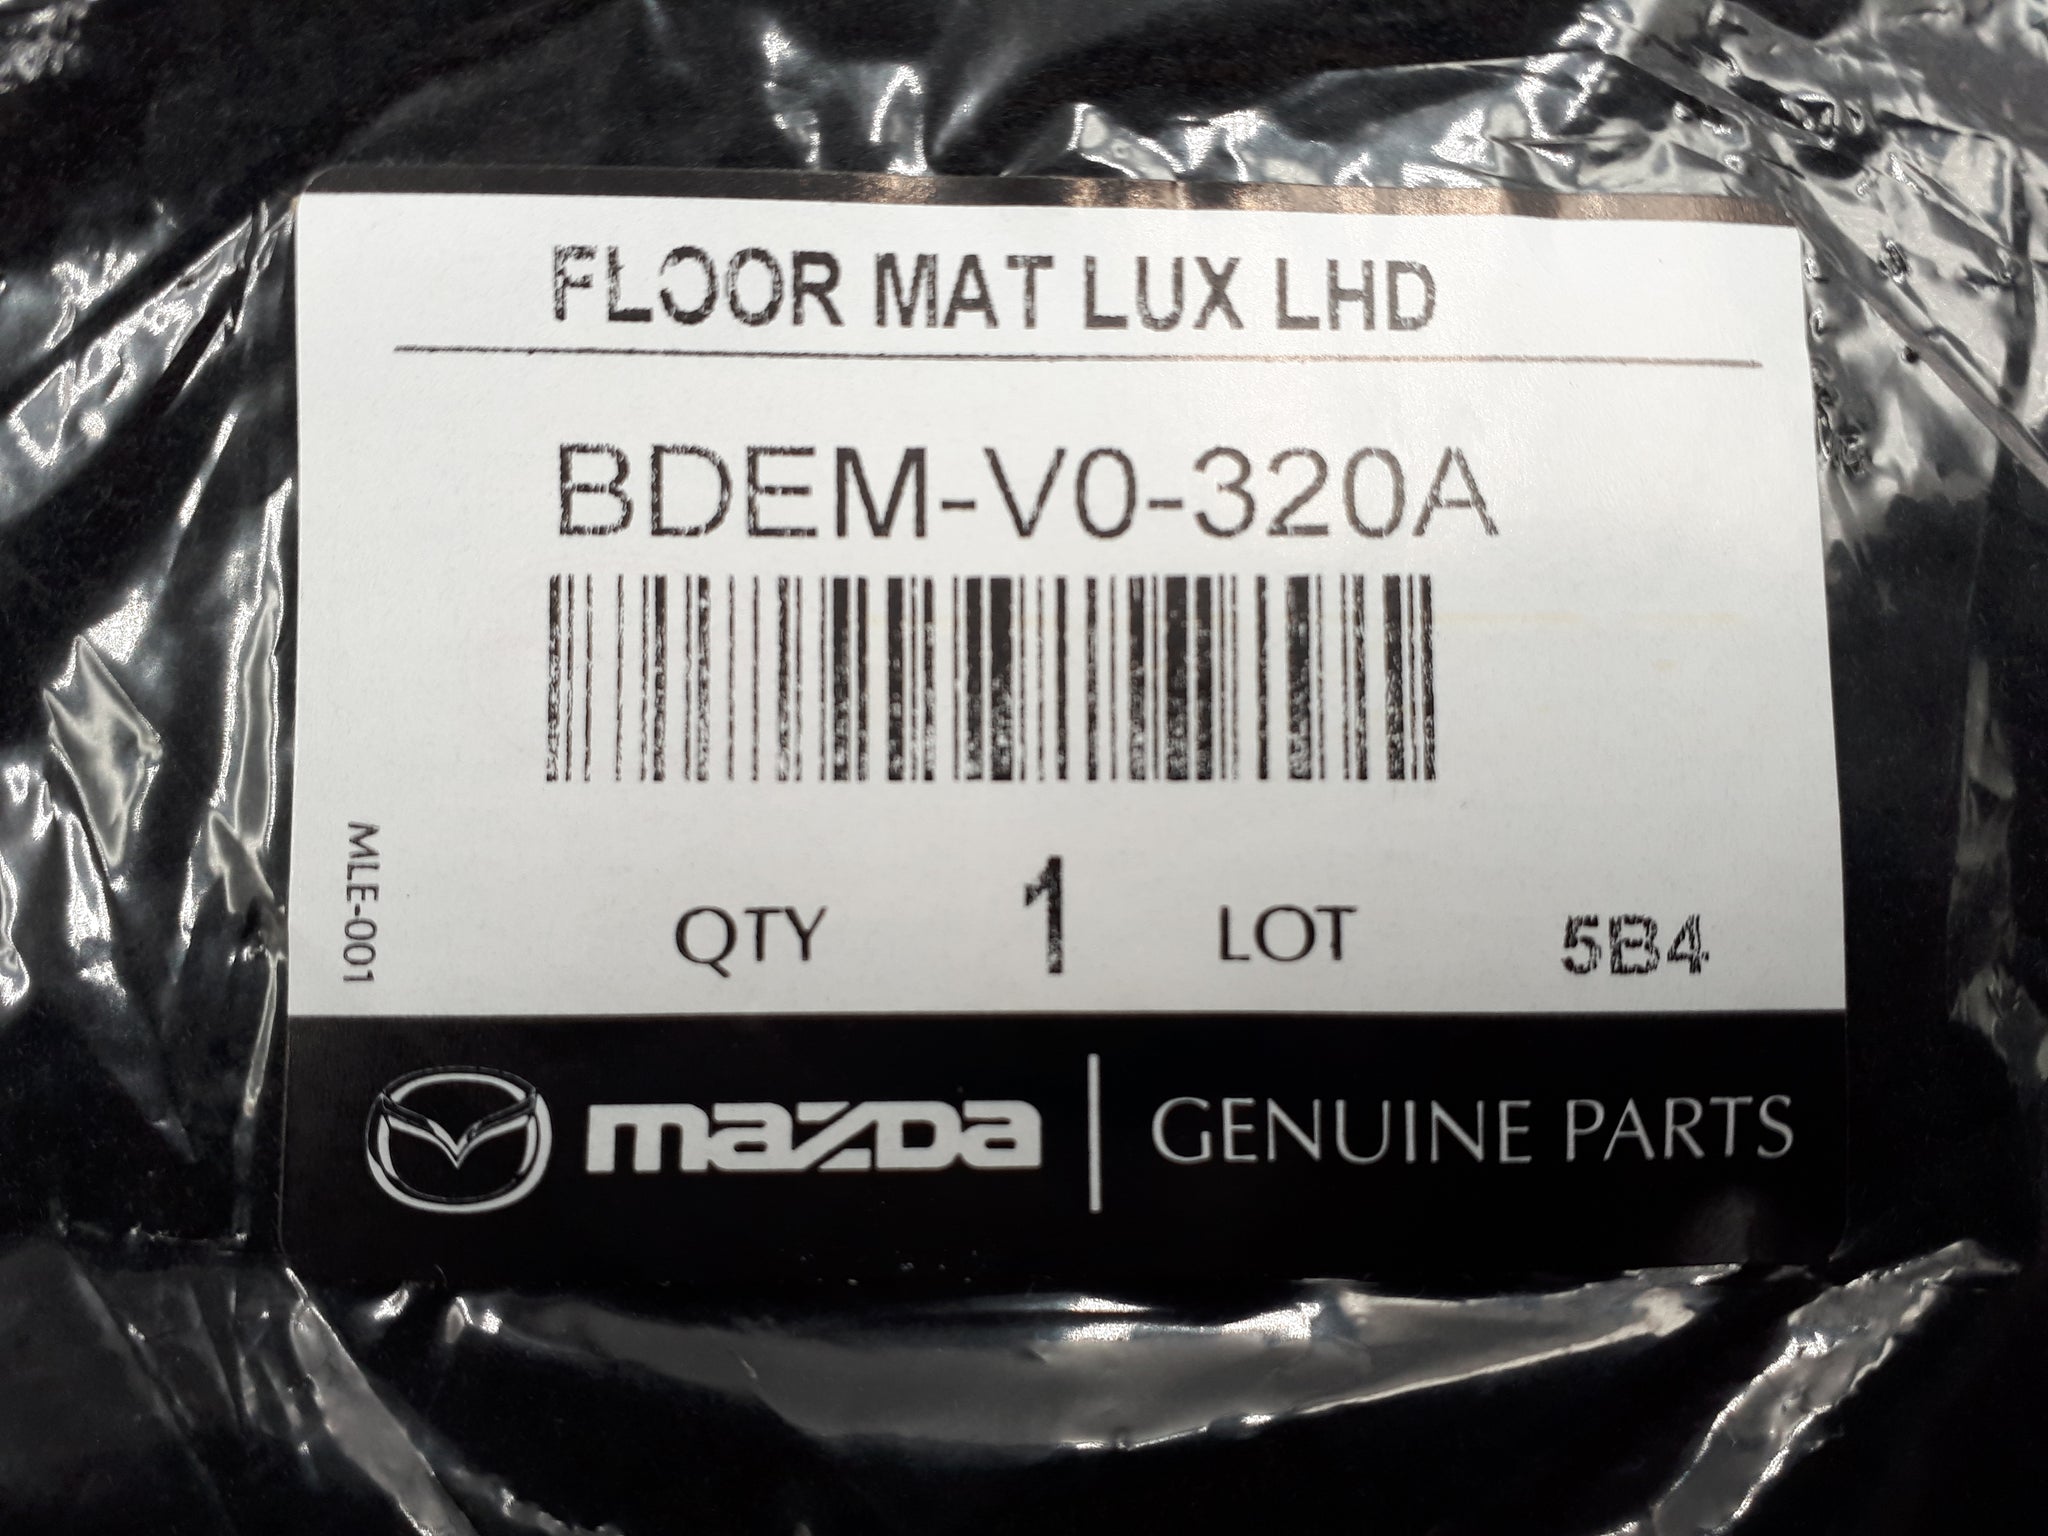 FLOOR MAT LUX LHD
BDEM-V0-320A
MLE-001
QTY 1 LOT 5B4
mazda GENUINE PARTS